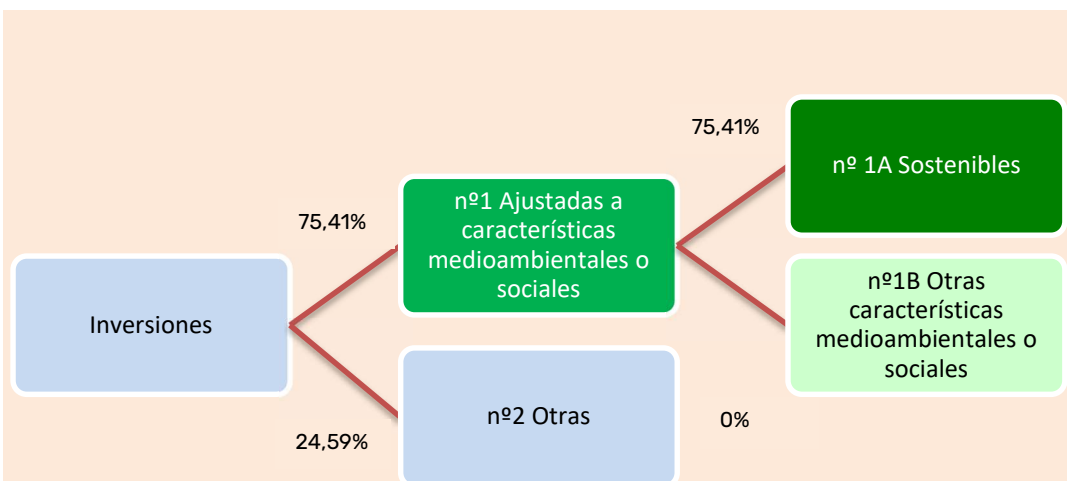 75,41%
nº 1A Sostenibles
75,41%
nº1 Ajustadas a
características
medioambientales o
sociales
nº1B Otras
características
medioambientales o
sociales
Inversiones
nº2 Otras
0%
24,59%